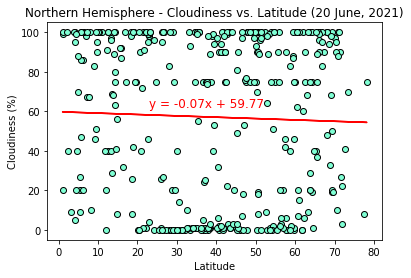 Northern Hemisphere - Cloudiness vs. Latitude (20 June, 2021)
100
80
60
40
20
0
Cloudiness (%)
y = -0.07x + 59.77
0 10 20 30 40 50 60 70 80
Latitude